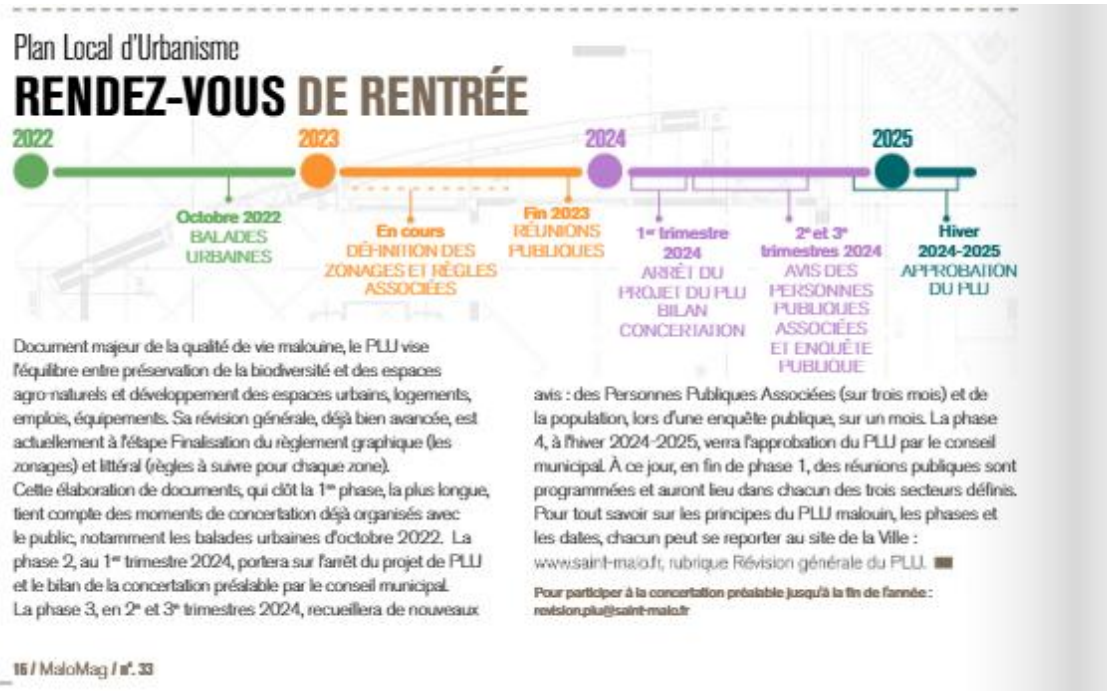 Plan Local d'Urbanisme
RENDEZ-VOUS DE RENTRÉE
2022
2023
2024
2025
Octobre 2022
BALADES
URBAINES
En cours
DÉFINITION DES
ZONAGES ET RÈGLES
ASSOCIÉES
Fin 2023
RÉUNIONS
PUBLIQUES
1er trimestre
2024
ARRÊT DU
PROJET DU PLU
BILAN
CONCERTATION
2e et 3e
trimestres 2024
AVIS DES
PERSONNES
PUBLIQUES
ASSOCIÉES
ET ENQUÊTE
PUBLIQUE
Hiver
2024-2025
APPROBATION
DU PLU
Document majeur de la qualité de vie malouine, le PLU vise
l'équilibre entre préservation de la biodiversité et des espaces
agro-naturels et développement des espaces urbains, logements,
emplois, équipements. Sa révision générale, déjà bien avancée, est
actuellement à l'étape Finalisation du règlement graphique (les
zonages) et littéral (règles à suivre pour chaque zone).
Cette élaboration de documents, qui clôt la 1re phase, la plus longue,
tient compte des moments de concertation déjà organisés avec
le public, notamment les balades urbaines d'octobre 2022. La
phase 2, au 1er trimestre 2024, portera sur l'arrêt du projet de PLU
et le bilan de la concertation préalable par le conseil municipal.
La phase 3, en 2e et 3e trimestres 2024, recueillera de nouveaux
avis : des Personnes Publiques Associées (sur trois mois) et de
la population, lors d'une enquête publique, sur un mois. La phase
4, à l'hiver 2024-2025, verra l'approbation du PLU par le conseil
municipal. À ce jour, en fin de phase 1, des réunions publiques sont
programmées et auront lieu dans chacun des trois secteurs définis.
Pour tout savoir sur les principes du PLU malouin, les phases et
les dates, chacun peut se reporter au site de la Ville :
www.saint-malo.fr, rubrique Révision générale du PLU.
Pour participer à la concertation préalable jusqu'à la fin de l'année :
revision.plu@saint-malo.fr
16 / MaloMag / n°. 33